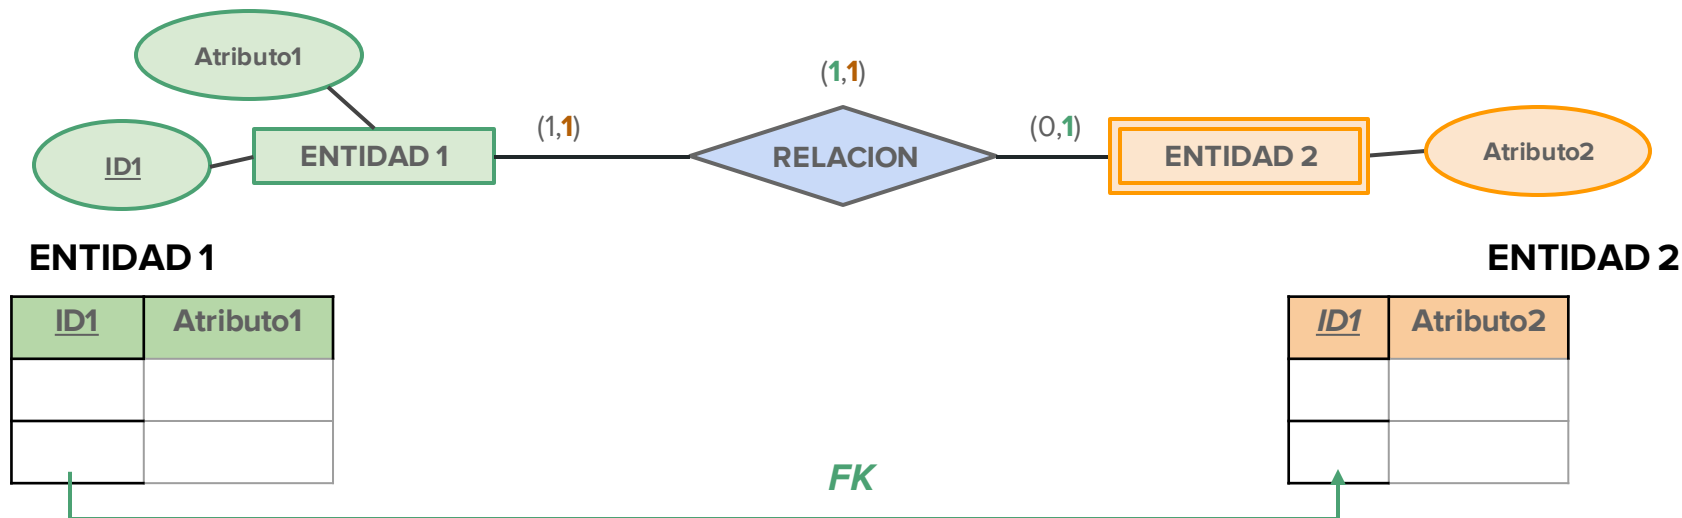 Atributo1
(1,1)
(1,1)
(0,1)
ID1
ENTIDAD 1
RELACION
ENTIDAD 2
Atributo2
ENTIDAD 1
ENTIDAD 2
ID1
Atributo1
ID1
Atributo2
FK